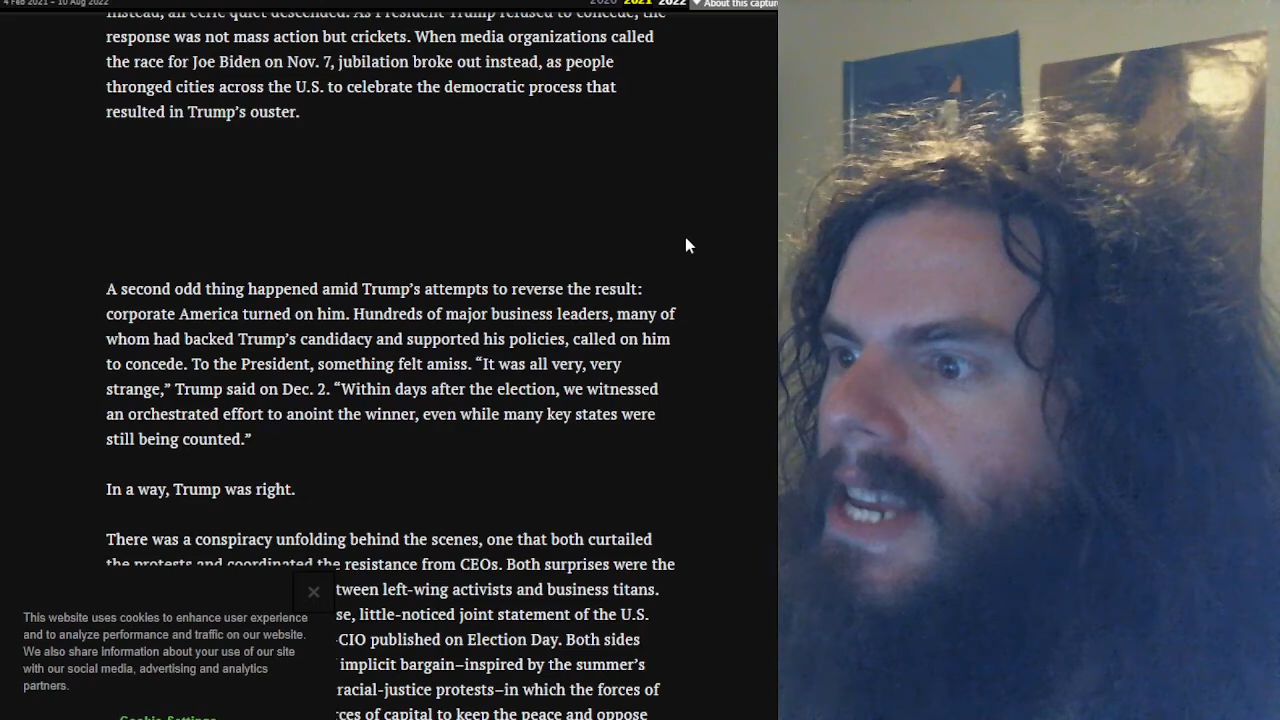 4 Feb 2021 – 10 Aug 2022
2020 2021 2022 ▼ About this captur
instead, an eerie quiet descended. As President Trump refused to concede, the
response was not mass action but crickets. When media organizations called
the race for Joe Biden on Nov. 7, jubilation broke out instead, as people
thronged cities across the U.S. to celebrate the democratic process that
resulted in Trump’s ouster.
A second odd thing happened amid Trump’s attempts to reverse the result:
corporate America turned on him. Hundreds of major business leaders, many of
whom had backed Trump’s candidacy and supported his policies, called on him
to concede. To the President, something felt amiss. “It was all very, very
strange,” Trump said on Dec. 2. “Within days after the election, we witnessed
an orchestrated effort to anoint the winner, even while many key states were
still being counted.”
In a way, Trump was right.
There was a conspiracy unfolding behind the scenes, one that both curtailed
the protests and coordinated the resistance from CEOs. Both surprises were the
tween left-wing activists and business titans.
se, little-noticed joint statement of the U.S.
CIO published on Election Day. Both sides
implicit bargain–inspired by the summer’s
racial-justice protests–in which the forces of
ces of capital to keep the peace and oppose
This website uses cookies to enhance user experience
and to analyze performance and traffic on our website.
We also share information about your use of our site
with our social media, advertising and analytics
partners.
Cookie Settings